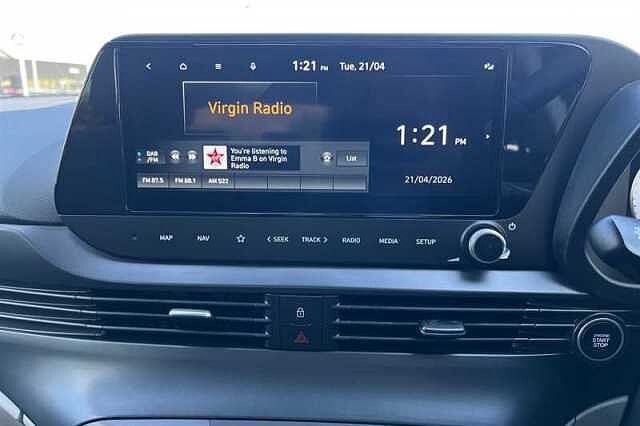 1:21 PM Tue, 21/04
Virgin Radio
DAB
/FM
You're listening to
Emma B on Virgin
Radio
List
1:21 PM
FM 87.5 FM 88.1 AM 522
21/04/2026
MAP NAV < SEEK TRACK > RADIO MEDIA SETUP
ENGINE
START
STOP